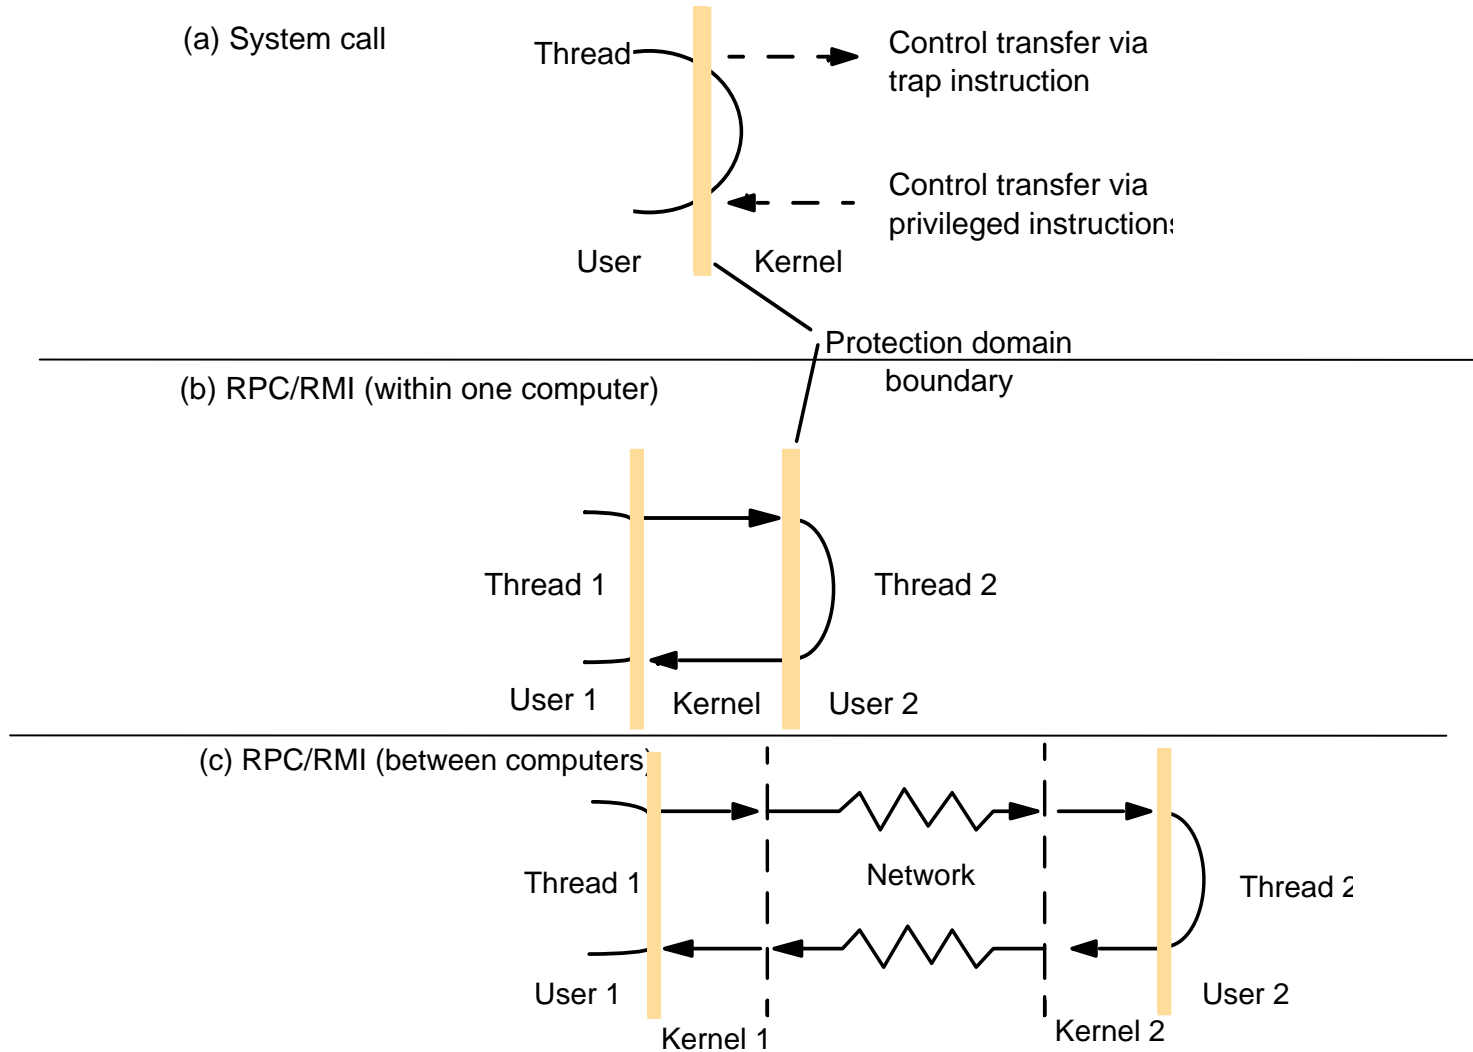 (a) System call
Thread
Control transfer via
trap instruction
Control transfer via
privileged instructions
User
Kernel
Protection domain
boundary
(b) RPC/RMI (within one computer)
Thread 1
Thread 2
User 1
Kernel
User 2
(c) RPC/RMI (between computers)
Network
Thread 1
Thread 2
User 1
User 2
Kernel 1
Kernel 2